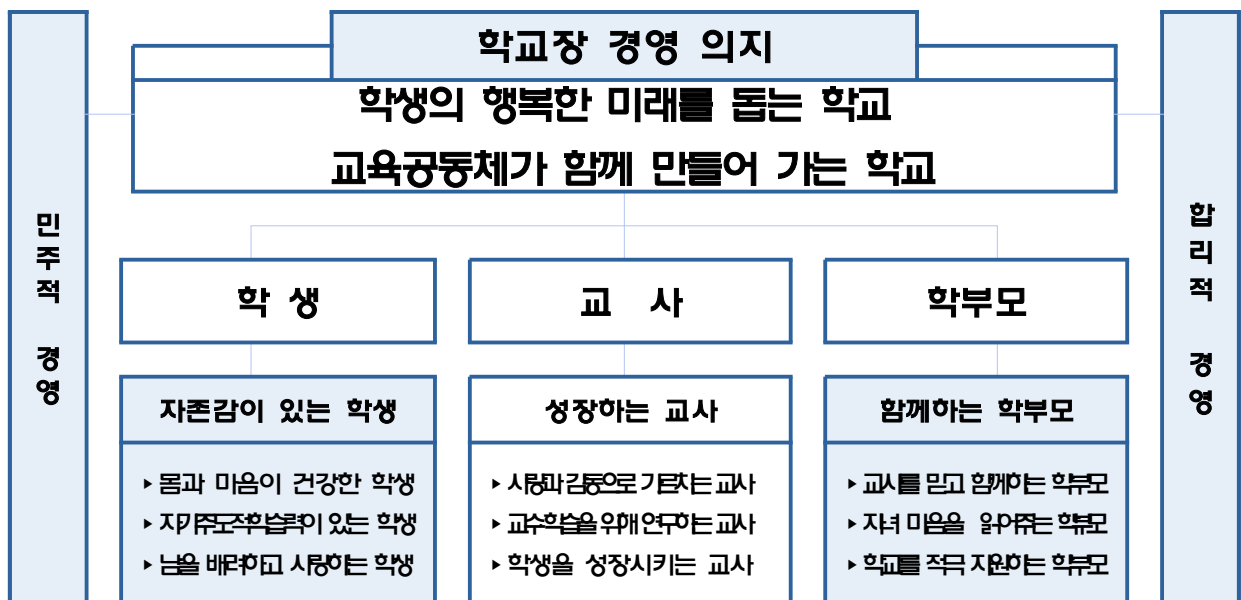 학교장 경영 의지
학생의 행복한 미래를 돕는 학교
교육공동체가 함께 만들어 가는 학교
민주적 경영
합리적 경영
학 생
교 사
학부모
자존감이 있는 학생
성장하는 교사
함께하는 학부모
▸몸과 마음이 건강한 학생
▸자기주도적학습력이 있는 학생
▸남을 배려하고 사랑하는 학생
▸사랑과 감동으로 가르치는 교사
▸교수학습을 위해 연구하는 교사
▸학생을 성장시키는 교사
▸교사를 믿고 함께하는 학부모
▸자녀 마음을 읽어주는 학부모
▸학교를 적극 지원하는 학부모